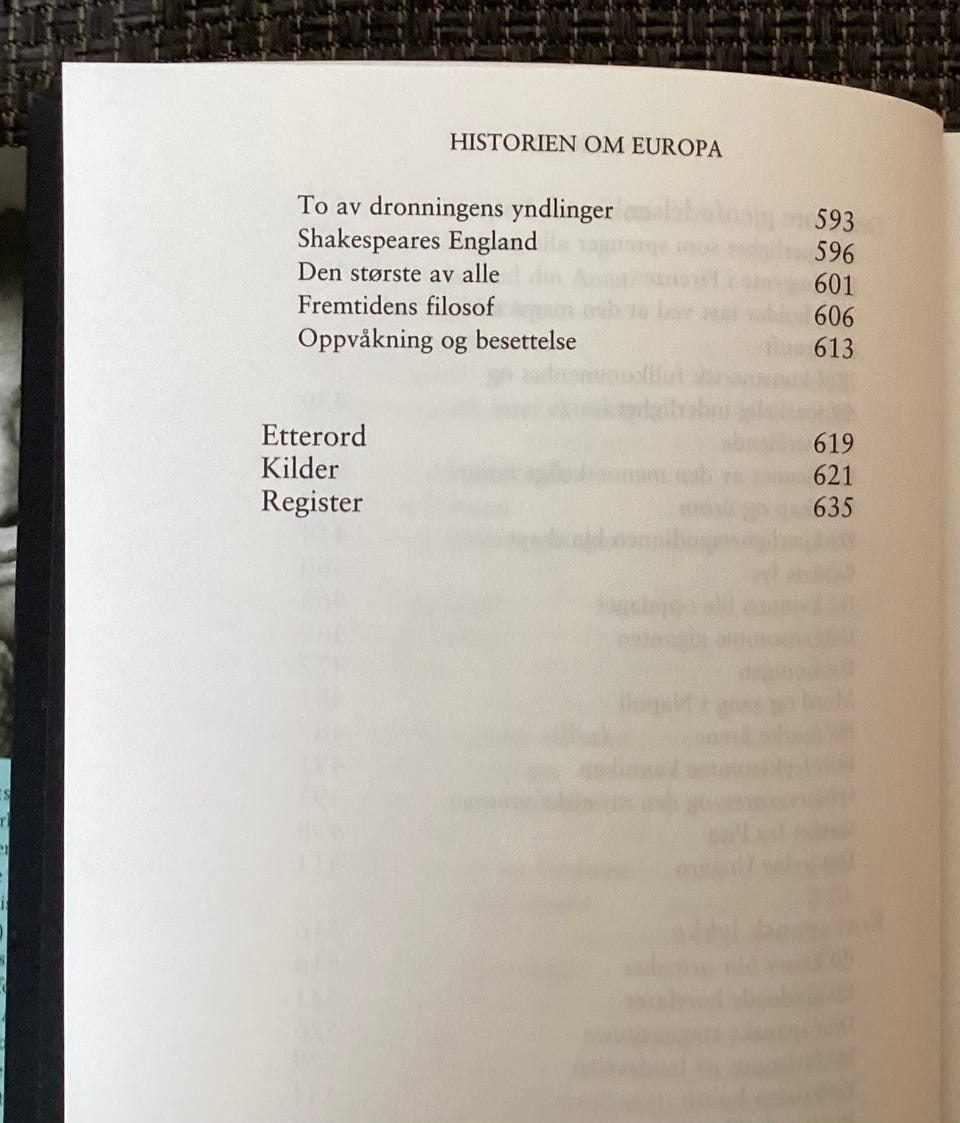 HISTORIEN OM EUROPA
To av dronningens yndlinger 593
Shakespeares England 596
Den største av alle 601
Fremtidens filosof 606
Oppvåkning og besettelse 613
Etterord 619
Kilder 621
Register 635